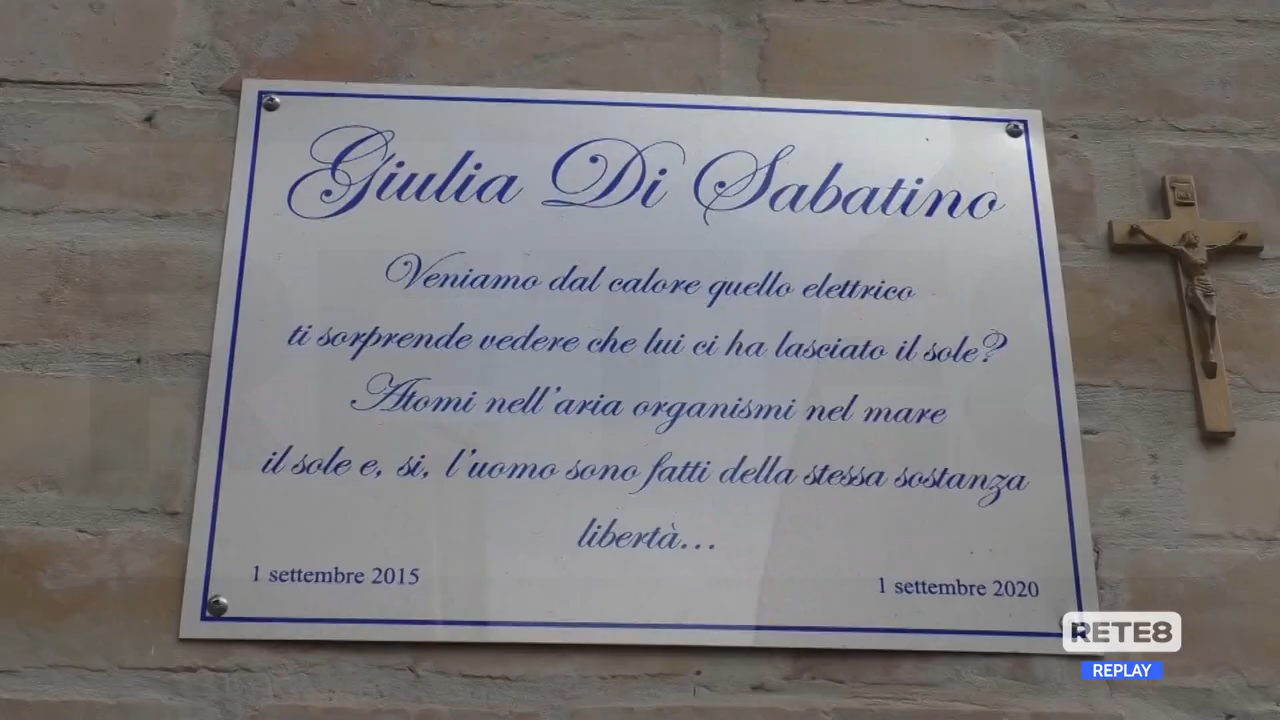 Giulia Di Sabatino
Veniamo dal calore quello elettrico
ti sorprende vedere che lui ci ha lasciato il sole?
Atomi nell'aria organismi nel mare
il sole e, si, l'uomo sono fatti della stessa sostanza
libertà...
1 settembre 2015
1 settembre 2020
RETE8
REPLAY